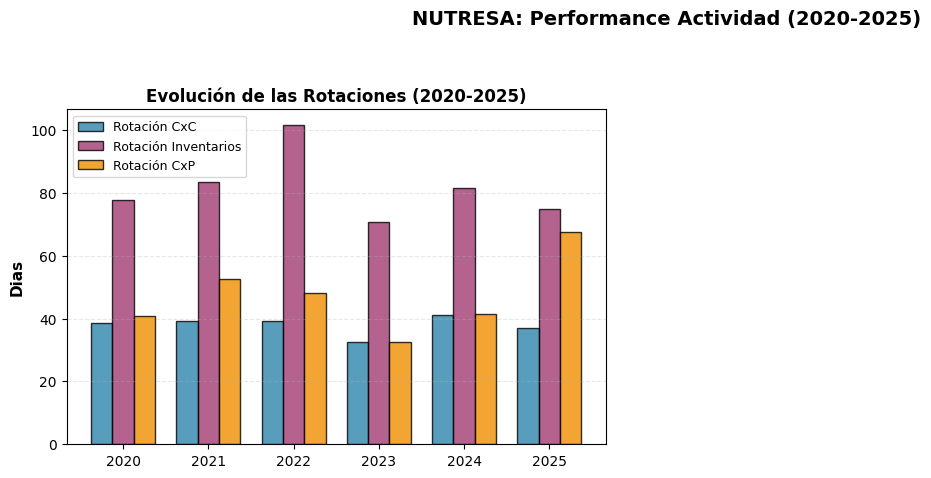 NUTRESA: Performance Actividad (2020-2025)
Evolución de las Rotaciones (2020-2025)
Rotación CxC
Rotación Inventarios
Rotación CxP
Dias
100
80
60
40
20
0
2020 2021 2022 2023 2024 2025